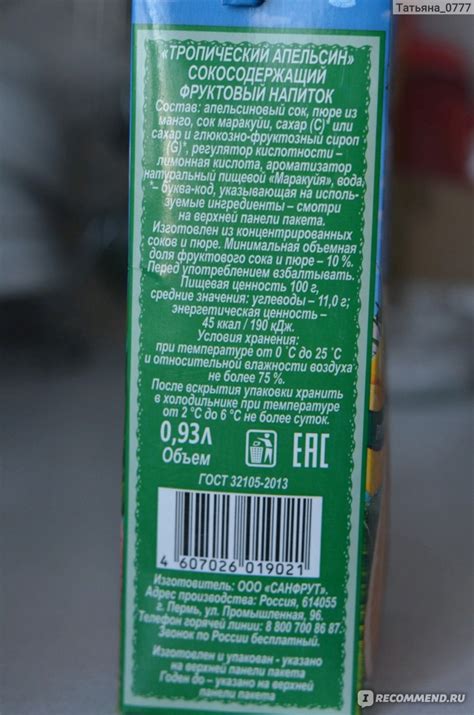 Татьяна_0777
«ТРОПИЧЕСКИЙ АПЕЛЬСИН»
СОКОСОДЕРЖАЩИЙ
ФРУКТОВЫЙ НАПИТОК
Состав: апельсиновый сок, пюре из
манго, сок маракуйи, сахар (С)* или
сахар и глюкозно-фруктозный сироп
(G)*, регулятор кислотности –
лимонная кислота, ароматизатор
натуральный пищевой «Маракуйя», вода.
*– буква-код, указывающая на исполь-
зуемые ингредиенты – смотри
на верхней панели пакета.
Изготовлен из концентрированных
соков и пюре. Минимальная объемная
доля фруктового сока и пюре – 10 %.
Перед употреблением взбалтывать.
Пищевая ценность 100 г,
средние значения: углеводы – 11,0 г;
энергетическая ценность –
45 ккал / 190 кДж.
Условия хранения:
при температуре от 0 ˚С до 25 ˚С
и относительной влажности воздуха
не более 75 %.
После вскрытия упаковки хранить
в холодильнике при температуре
от 2 ˚С до 6 ˚С не более суток.
0,93л
Объем
ЕАС
ГОСТ 32105-2013
4 607026 019021
Изготовитель: ООО «САНФРУТ».
Адрес производства: Россия, 614055
г. Пермь, ул. Промышленная, 96.
Телефон горячей линии: 8 800 700 86 87.
Звонок по России бесплатный.
Изготовлен и упакован - указано
на верхней панели пакета
Годен до – указано на верхней
панели пакета
IRECOMMEND.RU